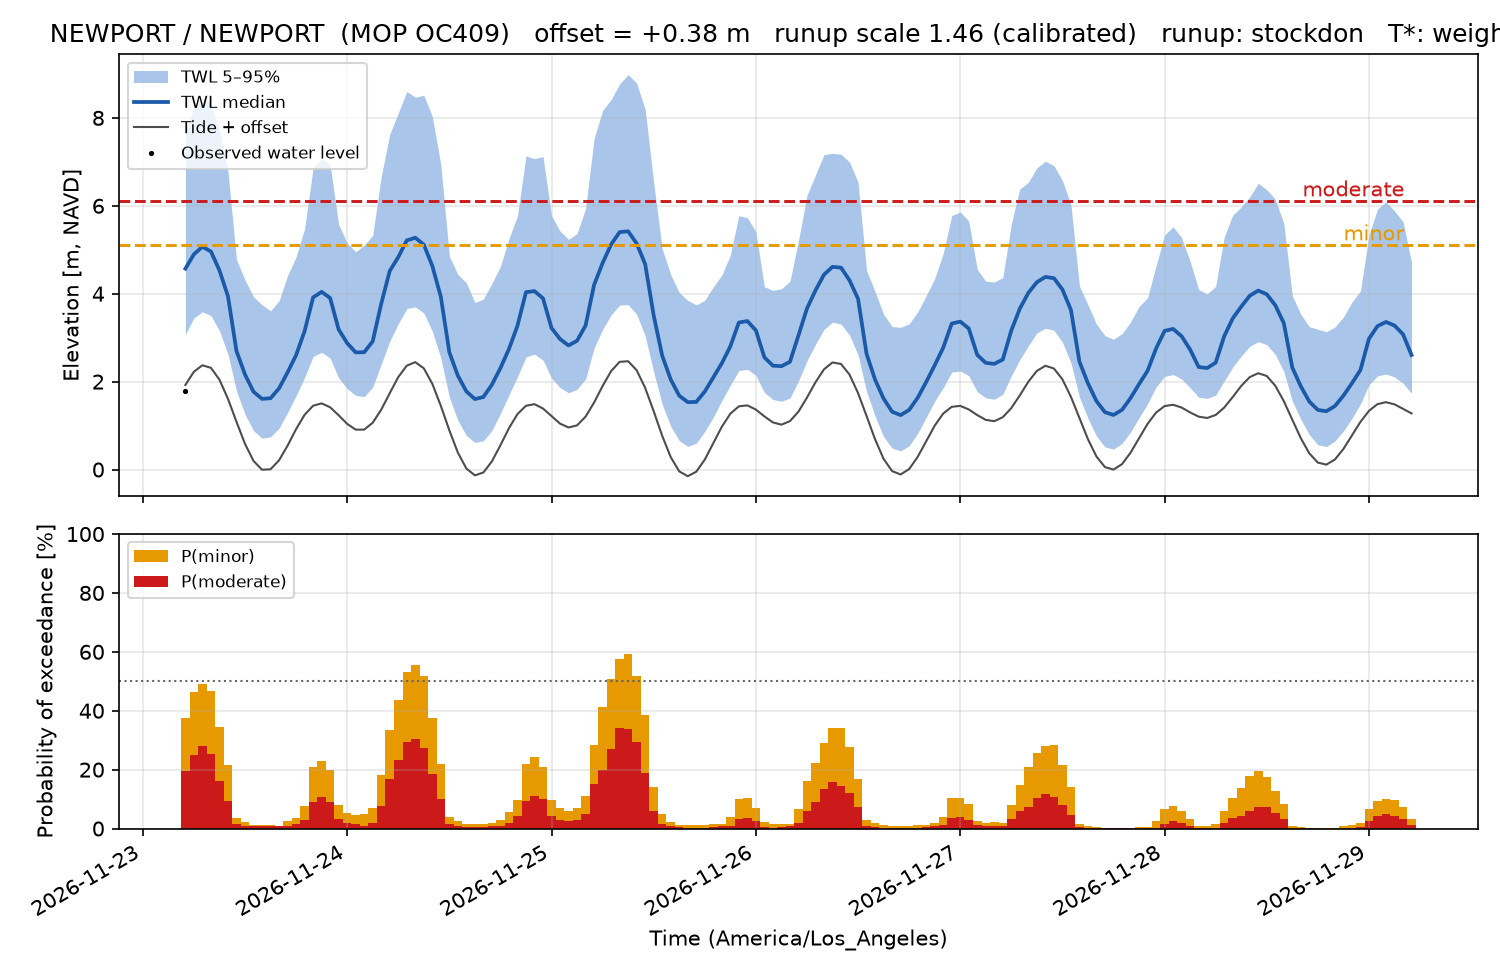 NEWPORT / NEWPORT (MOP OC409) offset = +0.38 m runup scale 1.46 (calibrated) runup: stockdon T*: weigh
TWL 5–95%
TWL median
Tide + offset
Observed water level
Elevation [m, NAVD]
8
6
4
2
0
moderate
minor
P(minor)
P(moderate)
Probability of exceedance [%]
100
80
60
40
20
0
2026-11-23
2026-11-24
2026-11-25
2026-11-26
2026-11-27
2026-11-28
2026-11-29
Time (America/Los_Angeles)